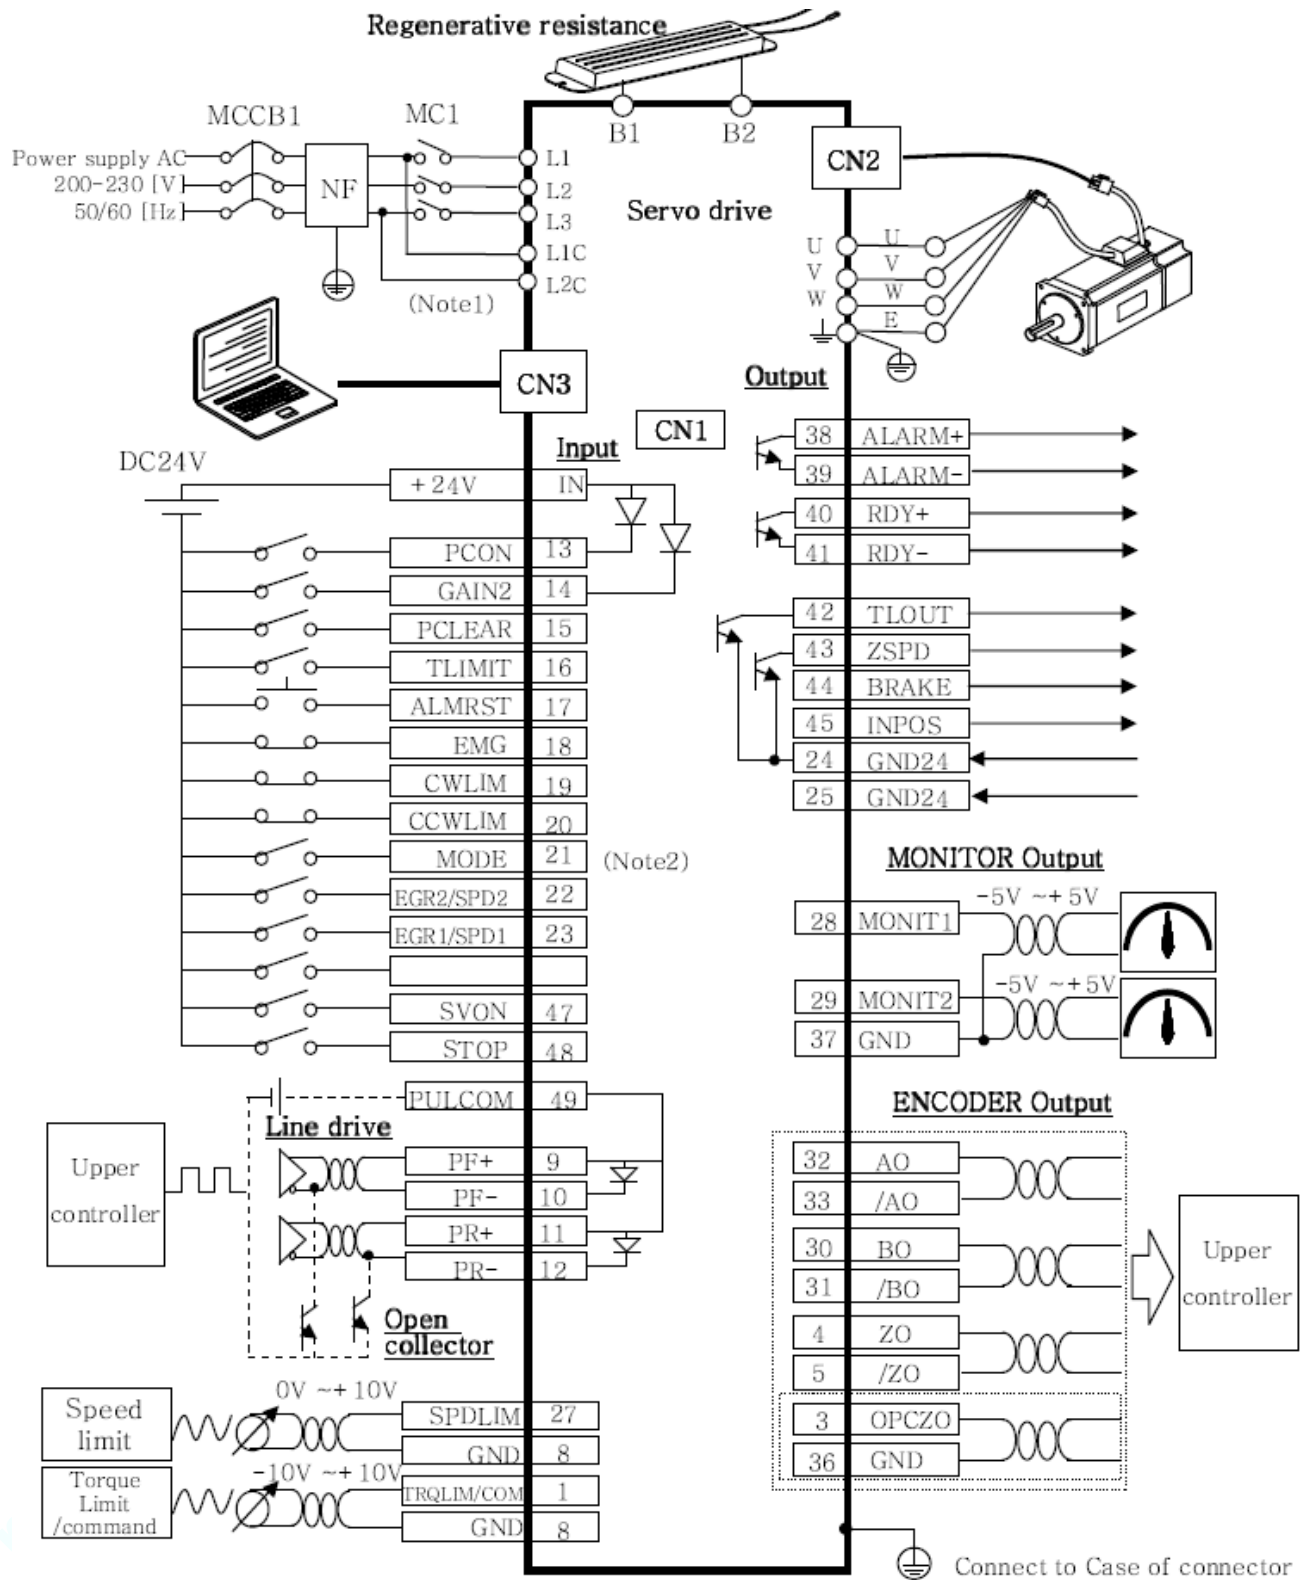 Regenerative resistance
MCCB1
MC1
B1
B2
Power supply AC
200-230 [V]
50/60 [Hz]
NF
L1
L2
L3
L1C
L2C
(Note1)
CN2
Servo drive
U
V
W
U
V
W
E
CN3
CN1
Input
DC24V
+24V IN
PCON 13
GAIN2 14
PCLEAR 15
TLIMIT 16
ALMRST 17
EMG 18
CWLIM 19
CCWLIM 20
MODE 21
(Note2)
EGR2/SPD2 22
EGR1/SPD1 23
SVON 47
STOP 48
PULCOM 49
Line drive
Upper
controller
PF+ 9
PF- 10
PR+ 11
PR- 12
Open
collector
Speed
limit
0V ~+10V
SPDLIM 27
GND 8
Torque
Limit
/command
-10V ~+10V
TRQLIM/COM 1
GND 8
Output
38 ALARM+
39 ALARM-
40 RDY+
41 RDY-
42 TLOUT
43 ZSPD
44 BRAKE
45 INPOS
24 GND24
25 GND24
MONITOR Output
-5V ~+5V
28 MONIT1
-5V ~+5V
29 MONIT2
37 GND
ENCODER Output
32 AO
33 /AO
30 BO
31 /BO
4 ZO
5 /ZO
3 OPCZO
36 GND
Upper
controller
Connect to Case of connector